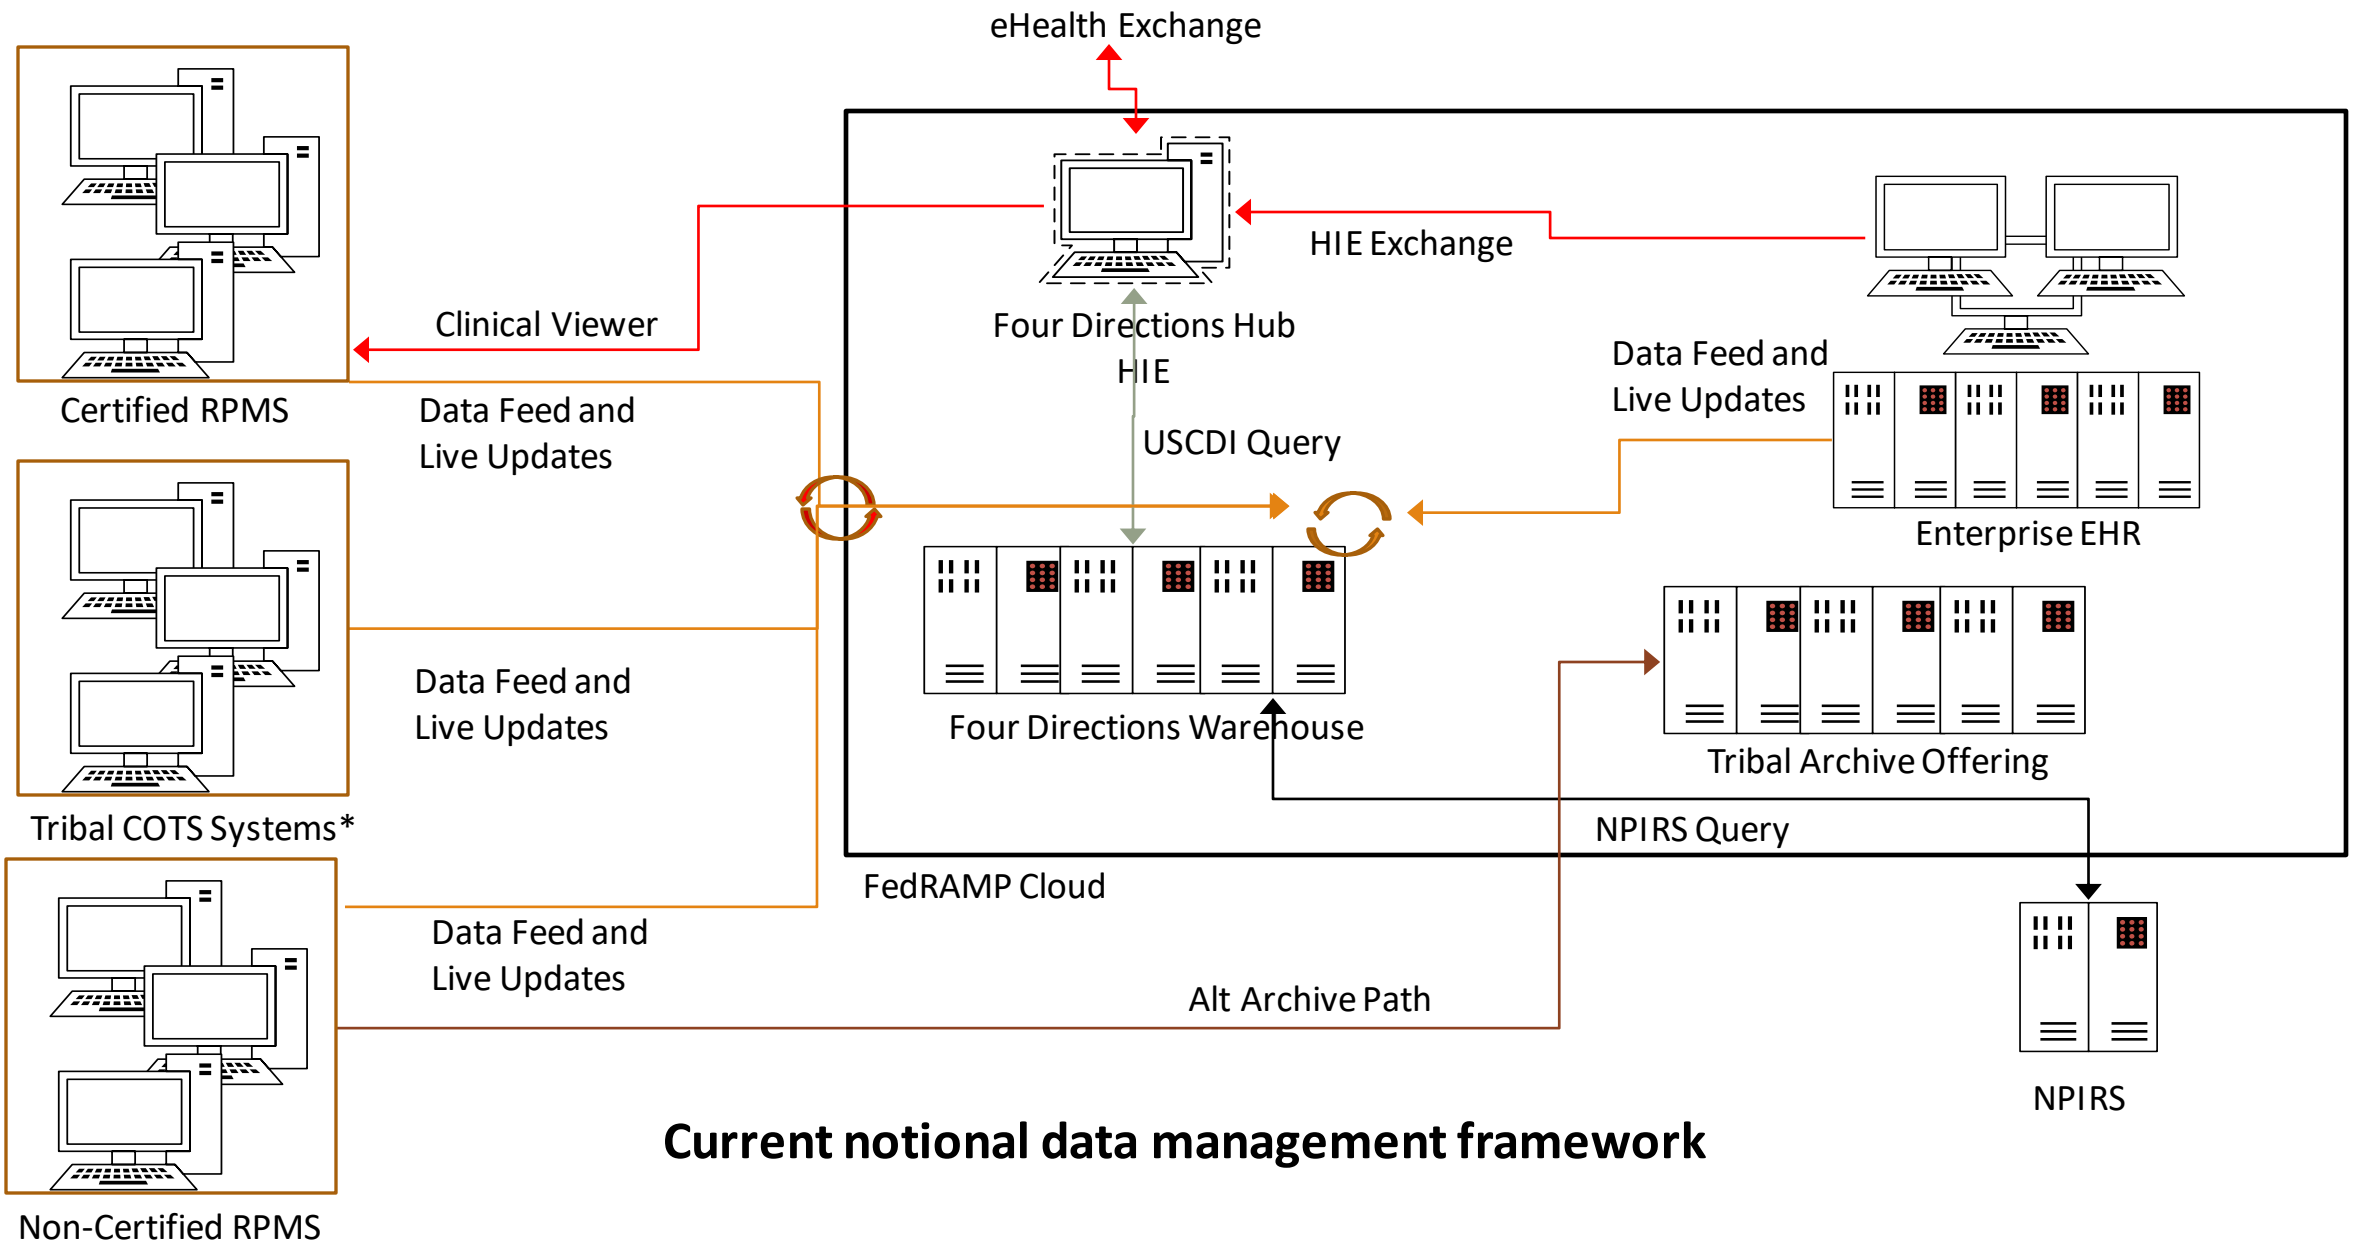 eHealth Exchange
HIE Exchange
Clinical Viewer
Four Directions Hub
HIE
Data Feed and
Live Updates
Certified RPMS
Data Feed and
Live Updates
USCDI Query
Enterprise EHR
Data Feed and
Live Updates
Four Directions Warehouse
Tribal Archive Offering
Tribal COTS Systems*
NPIRS Query
FedRAMP Cloud
Data Feed and
Live Updates
Alt Archive Path
NPIRS
Current notional data management framework
Non-Certified RPMS